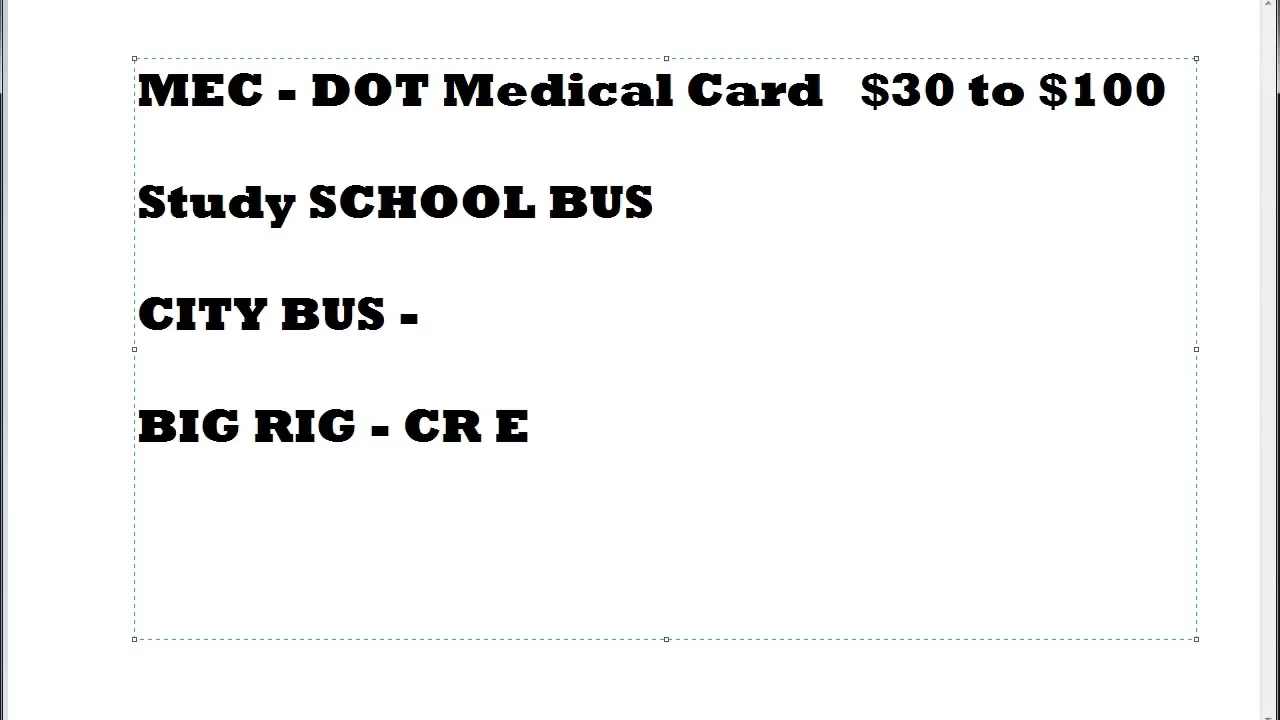 MEC - DOT Medical Card $30 to $100
Study SCHOOL BUS
CITY BUS -
BIG RIG - CR E